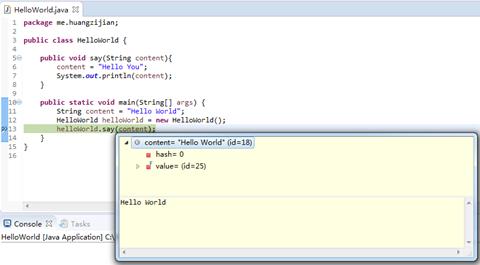 HelloWorld.java
1 package me.huangzijian;
2
3 public class HelloWorld {
4
5 public void say(String content){
6 content = "Hello You";
7 System.out.println(content);
8 }
9
10 public static void main(String[] args) {
11 String content = "Hello World";
12 HelloWorld helloWorld = new HelloWorld();
13 helloWorld.say(content);
14 }
15 }
16
content= "Hello World" (id=18)
hash= 0
value= (id=25)
Hello World
Console Tasks
HelloWorld [Java Application] C:\